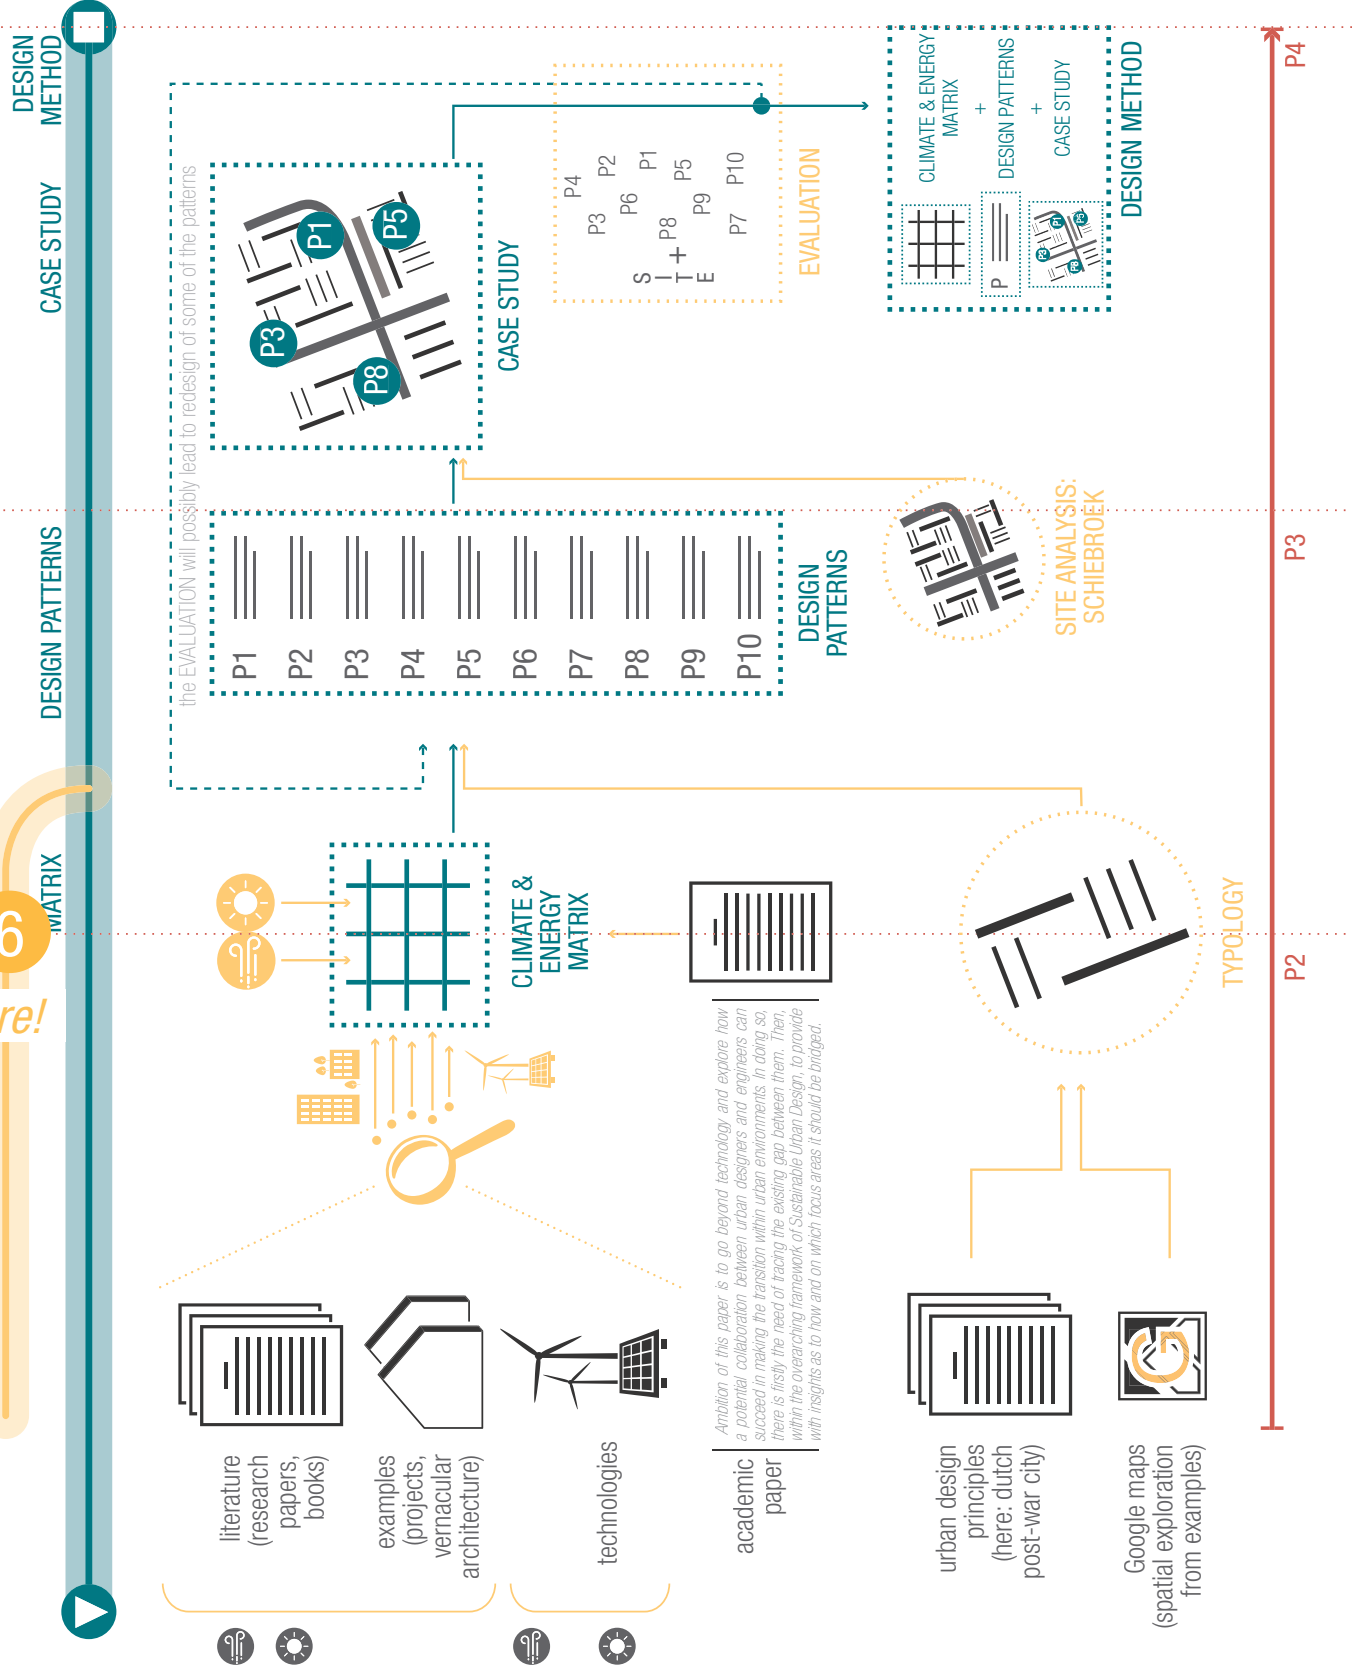 MATRIX
DESIGN PATTERNS
CASE STUDY
DESIGN
METHOD
6
re!
the EVALUATION will possibly lead to redesign of some of the patterns
literature
(research
papers,
books)
examples
(projects,
vernacular
architecture)
technologies
CLIMATE &
ENERGY
MATRIX
P1
P2
P3
P4
P5
P6
P7
P8
P9
P10
DESIGN
PATTERNS
P3
P8
P1
P5
CASE STUDY
S
I
T
E
+
P3
P4
P6
P2
P8
P1
P9
P5
P7
P10
EVALUATION
CLIMATE & ENERGY
MATRIX
+
DESIGN PATTERNS
+
CASE STUDY
P
P3
P1
P8
P5
DESIGN METHOD
academic
paper
Ambition of this paper is to go beyond technology and explore how
a potential collaboration between urban designers and engineers can
succeed in making the transition within urban environments. In doing so,
there is firstly the need of tracing the existing gap between them. Then,
within the overarching framework of Sustainable Urban Design, to provide
with insights as to how and on which focus areas it should be bridged.
SITE ANALYSIS:
SCHIEBROEK
urban design
principles
(here: dutch
post-war city)
Google maps
(spatial exploration
from examples)
G
TYPOLOGY
P2
P3
P4